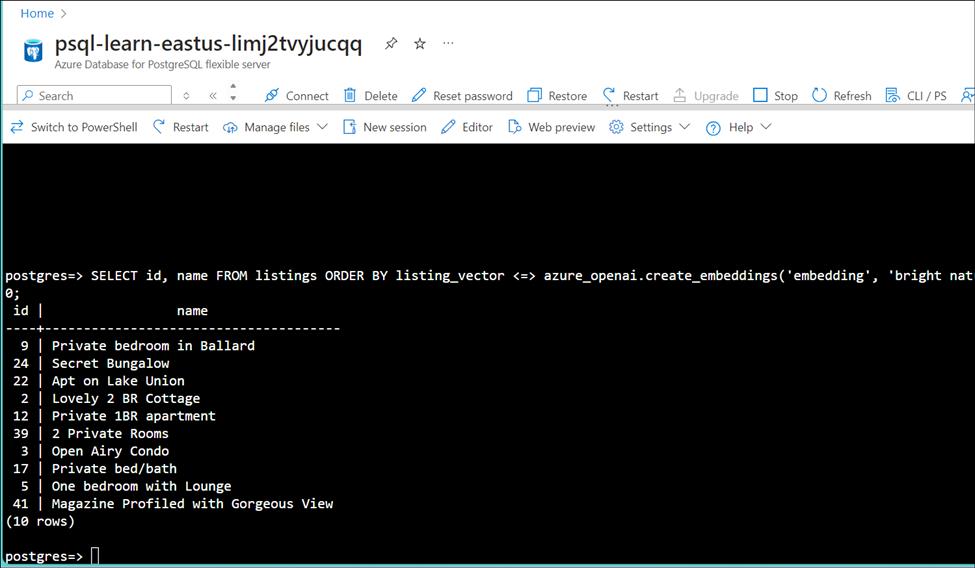 Home >
psql-learn-eastus-limj2tvyjucqq
Azure Database for PostgreSQL flexible server
Search Connect Delete Reset password Restore Restart Upgrade Stop Refresh CLI / PS
Switch to PowerShell Restart Manage files New session Editor Web preview Settings Help
postgres=> SELECT id, name FROM listings ORDER BY listing_vector <=> azure_openai.create_embeddings('embedding', 'bright nat
0;
id | name
----+-------------------------------------
9 | Private bedroom in Ballard
24 | Secret Bungalow
22 | Apt on Lake Union
2 | Lovely 2 BR Cottage
12 | Private 1BR apartment
39 | 2 Private Rooms
3 | Open Airy Condo
17 | Private bed/bath
5 | One bedroom with Lounge
41 | Magazine Profiled with Gorgeous View
(10 rows)
postgres=>